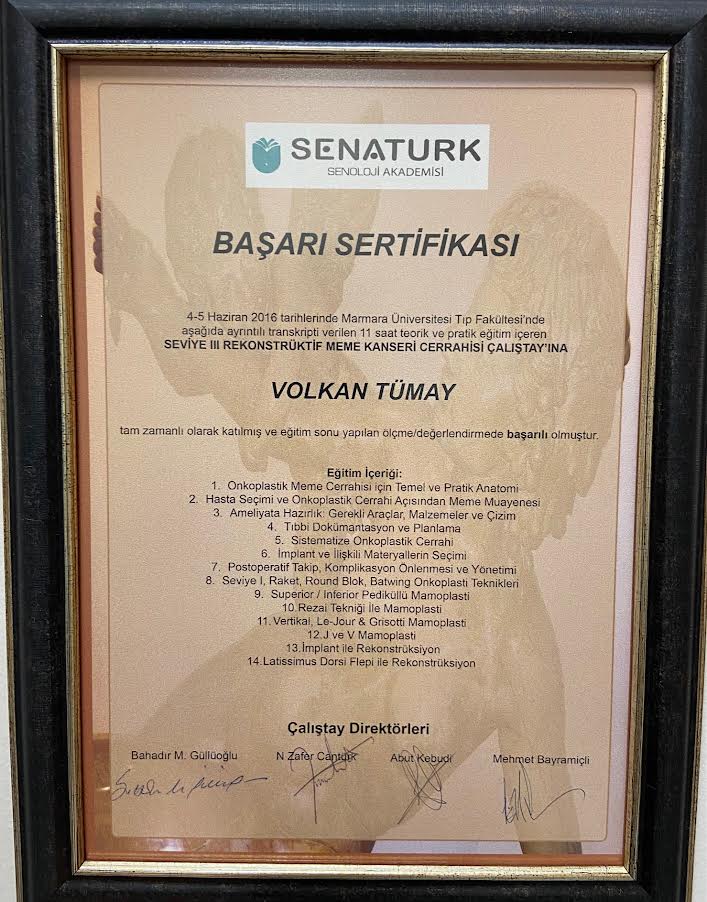 SENATURK
SENOLOJİ AKADEMİSİ
BAŞARI SERTİFİKASI
4-5 Haziran 2016 tarihlerinde Marmara Üniversitesi Tıp Fakültesi'nde
aşağıda ayrıntılı transkripti verilen 11 saat teorik ve pratik eğitim içeren
SEVİYE III REKONSTRÜKTİF MEME KANSERİ CERRAHİSİ ÇALIŞTAY'INA
VOLKAN TÜMAY
tam zamanlı olarak katılmış ve eğitim sonu yapılan ölçme/değerlendirmede başarılı olmuştur.
Eğitim İçeriği:
1. Onkoplastik Meme Cerrahisi için Temel ve Pratik Anatomi
2. Hasta Seçimi ve Onkoplastik Cerrahi Açısından Meme Muayenesi
3. Ameliyata Hazırlık: Gerekli Araçlar, Malzemeler ve Çizim
4. Tıbbi Dokümantasyon ve Planlama
5. Sistematize Onkoplastik Cerrahi
6. İmplant ve İlişkili Materyallerin Seçimi
7. Postoperatif Takip, Komplikasyon Önlenmesi ve Yönetimi
8. Seviye I, Raket, Round Blok, Batwing Onkoplasti Teknikleri
9. Superior / Inferior Pediküllü Mamoplasti
10. Rezai Tekniği İle Mamoplasti
11. Vertikal, Le-Jour & Grisotti Mamoplasti
12. J ve V Mamoplasti
13. İmplant ile Rekonstrüksiyon
14. Latissimus Dorsi Flepi ile Rekonstrüksiyon
Çalıştay Direktörleri
Bahadır M. Güllüoğlu N Zafer Cantürk Abut Kebudi Mehmet Bayramiçli